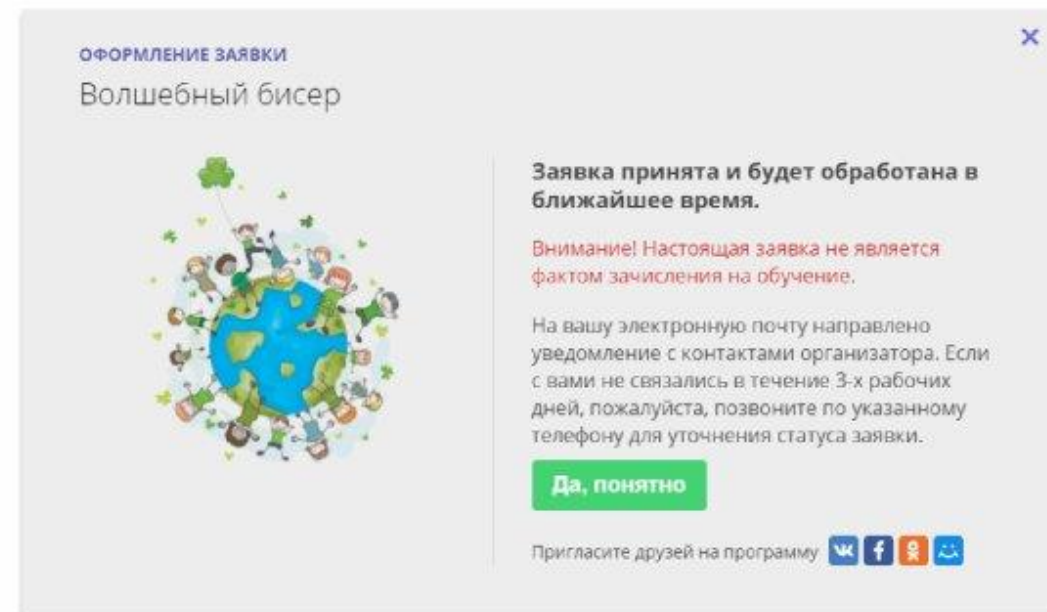 ОФОРМЛЕНИЕ ЗАЯВКИ
Волшебный бисер
Заявка принята и будет обработана в
ближайшее время.
Внимание! Настоящая заявка не является
фактом зачисления на обучение.
На вашу электронную почту направлено
уведомление с контактами организатора. Если
с вами не связались в течение 3-х рабочих
дней, пожалуйста, позвоните по указанному
телефону для уточнения статуса заявки.
Да, понятно
Пригласите друзей на программу